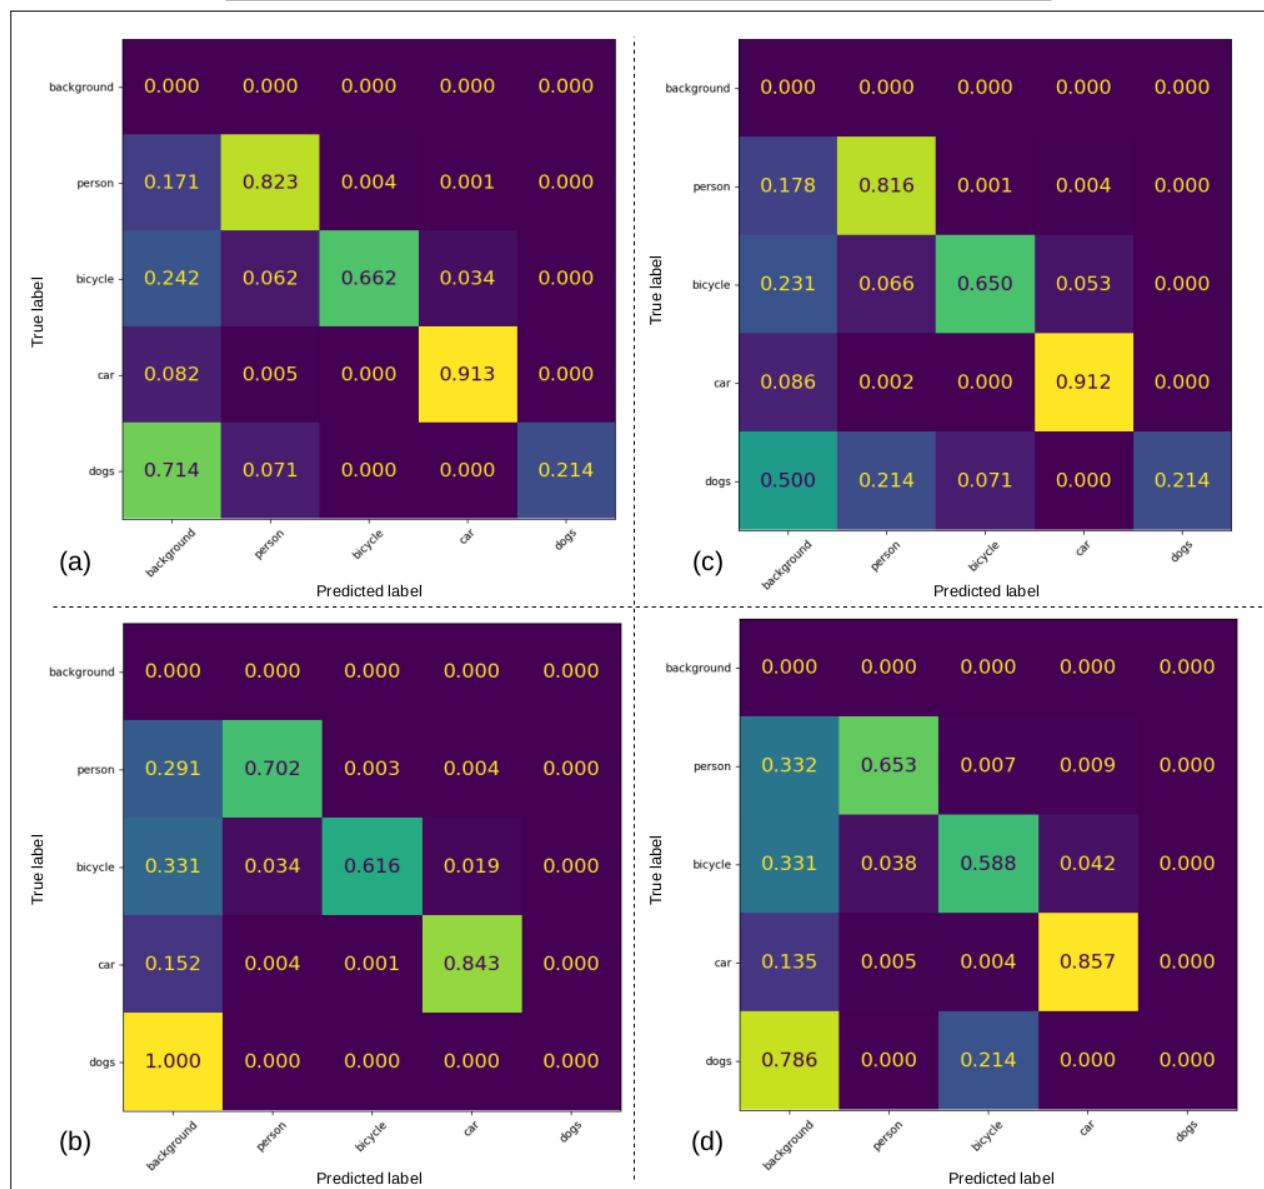 background 0.000 0.000 0.000 0.000 0.000
person 0.171 0.823 0.004 0.001 0.000
bicycle 0.242 0.062 0.662 0.034 0.000
car 0.082 0.005 0.000 0.913 0.000
dogs 0.714 0.071 0.000 0.000 0.214
True label
background person bicycle car dogs
(a)
Predicted label
background 0.000 0.000 0.000 0.000 0.000
person 0.178 0.816 0.001 0.004 0.000
bicycle 0.231 0.066 0.650 0.053 0.000
car 0.086 0.002 0.000 0.912 0.000
dogs 0.500 0.214 0.071 0.000 0.214
True label
background person bicycle car dogs
(c)
Predicted label
background 0.000 0.000 0.000 0.000 0.000
person 0.291 0.702 0.003 0.004 0.000
bicycle 0.331 0.034 0.616 0.019 0.000
car 0.152 0.004 0.001 0.843 0.000
dogs 1.000 0.000 0.000 0.000 0.000
True label
background person bicycle car dogs
(b)
Predicted label
background 0.000 0.000 0.000 0.000 0.000
person 0.332 0.653 0.007 0.009 0.000
bicycle 0.331 0.038 0.588 0.042 0.000
car 0.135 0.005 0.004 0.857 0.000
dogs 0.786 0.000 0.214 0.000 0.000
True label
background person bicycle car dogs
(d)
Predicted label